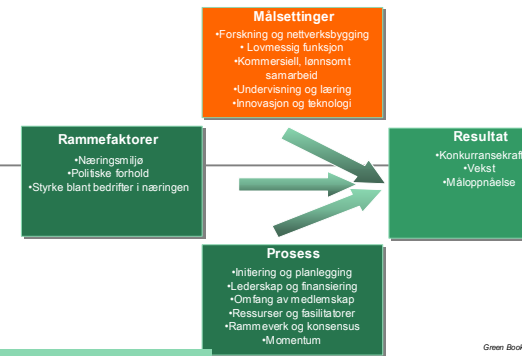 Målsettinger
•Forskning og nettverksbygging
• Lovmessig funksjon
•Kommersiell, lønnsomt
samarbeid
•Undervisning og læring
•Innovasjon og teknologi
Rammefaktorer
•Næringsmiljø
•Politiske forhold
•Styrke blant bedrifter i næringen
Resultat
•Konkurransekraft
•Vekst
•Måloppnåelse
Prosess
•Initiering og planlegging
•Lederskap og finansiering
•Omfang av medlemskap
•Ressurser og fasilitatorer
•Rammeverk og konsensus
•Momentum
Green Book